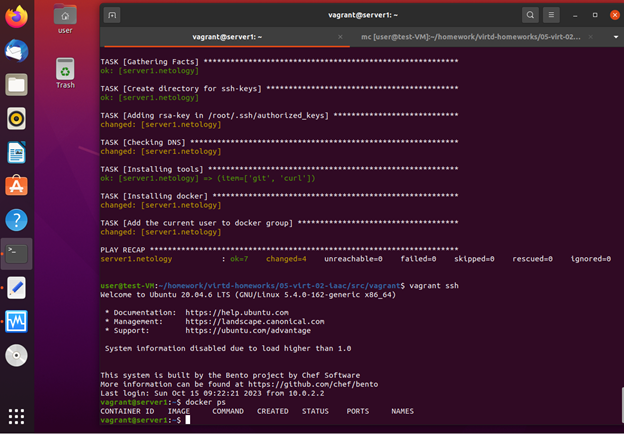 user
Trash
vagrant@server1: ~
vagrant@server1: ~
mc [user@test-VM]:~/homework/virtd-homeworks/05-virt-02...
TASK [Gathering Facts] *********************************************************
ok: [server1.netology]
TASK [Create directory for ssh-keys] *******************************************
ok: [server1.netology]
TASK [Adding rsa-key in /root/.ssh/authorized_keys] ****************************
changed: [server1.netology]
TASK [Checking DNS] ************************************************************
changed: [server1.netology]
TASK [Installing tools] ********************************************************
ok: [server1.netology] => (item=['git', 'curl'])
TASK [Installing docker] *******************************************************
changed: [server1.netology]
TASK [Add the current user to docker group] ************************************
changed: [server1.netology]
PLAY RECAP *********************************************************************
server1.netology : ok=7 changed=4 unreachable=0 failed=0 skipped=0 rescued=0 ignored=0
user@test-VM:~/homework/virtd-homeworks/05-virt-02-iaac/src/vagrant$ vagrant ssh
Welcome to Ubuntu 20.04.6 LTS (GNU/Linux 5.4.0-162-generic x86_64)
* Documentation: https://help.ubuntu.com
* Management: https://landscape.canonical.com
* Support: https://ubuntu.com/advantage
System information disabled due to load higher than 1.0
This system is built by the Bento project by Chef Software
More information can be found at https://github.com/chef/bento
Last login: Sun Oct 15 09:22:21 2023 from 10.0.2.2
vagrant@server1:~$ docker ps
CONTAINER ID IMAGE COMMAND CREATED STATUS PORTS NAMES
vagrant@server1:~$